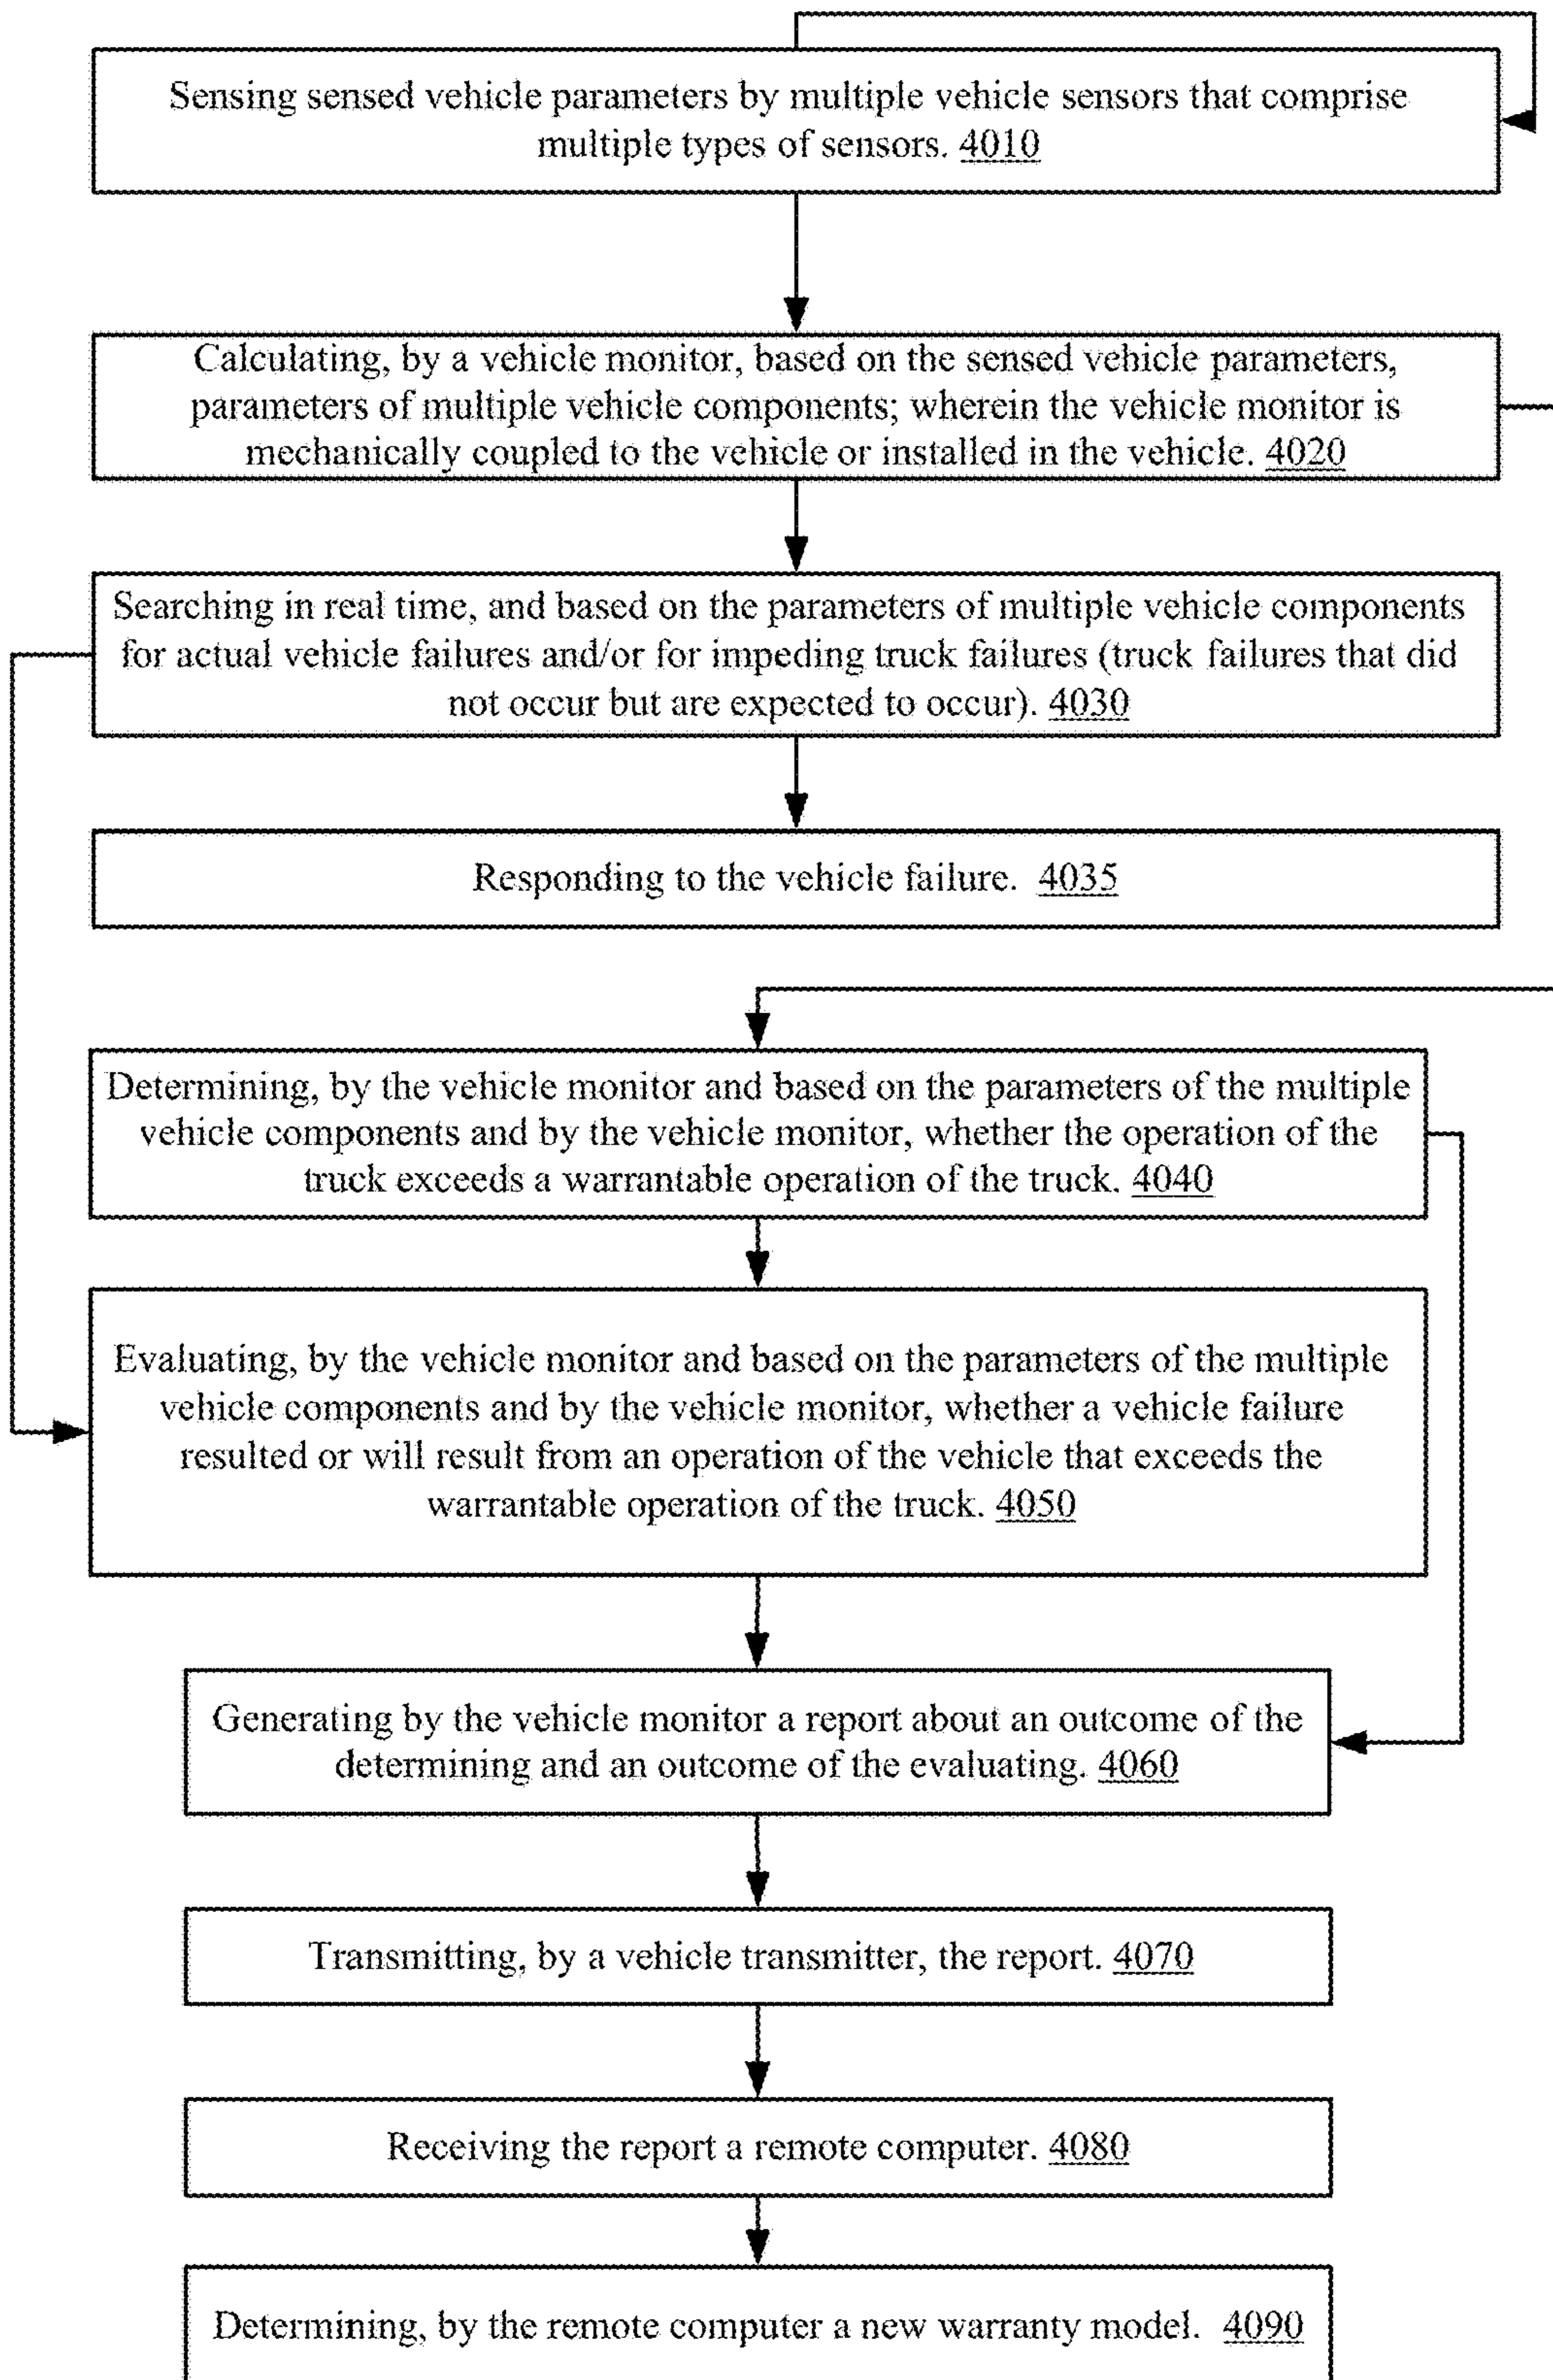 Sensing sensed vehicle parameters by multiple vehicle sensors that comprise
multiple types of sensors. 4010
Calculating, by a vehicle monitor, based on the sensed vehicle parameters,
parameters of multiple vehicle components; wherein the vehicle monitor is
mechanically coupled to the vehicle or installed in the vehicle. 4020
Searching in real time, and based on the parameters of multiple vehicle components
for actual vehicle failures and/or for impeding truck failures (truck failures that did
not occur but are expected to occur). 4030
Responding to the vehicle failure. 4035
Determining, by the vehicle monitor and based on the parameters of the multiple
vehicle components and by the vehicle monitor, whether the operation of the
truck exceeds a warrantable operation of the truck. 4040
Evaluating, by the vehicle monitor and based on the parameters of the multiple
vehicle components and by the vehicle monitor, whether a vehicle failure
resulted or will result from an operation of the vehicle that exceeds the
warrantable operation of the truck. 4050
Generating by the vehicle monitor a report about an outcome of the
determining and an outcome of the evaluating. 4060
Transmitting, by a vehicle transmitter, the report. 4070
Receiving the report a remote computer. 4080
Determining, by the remote computer a new warranty model. 4090